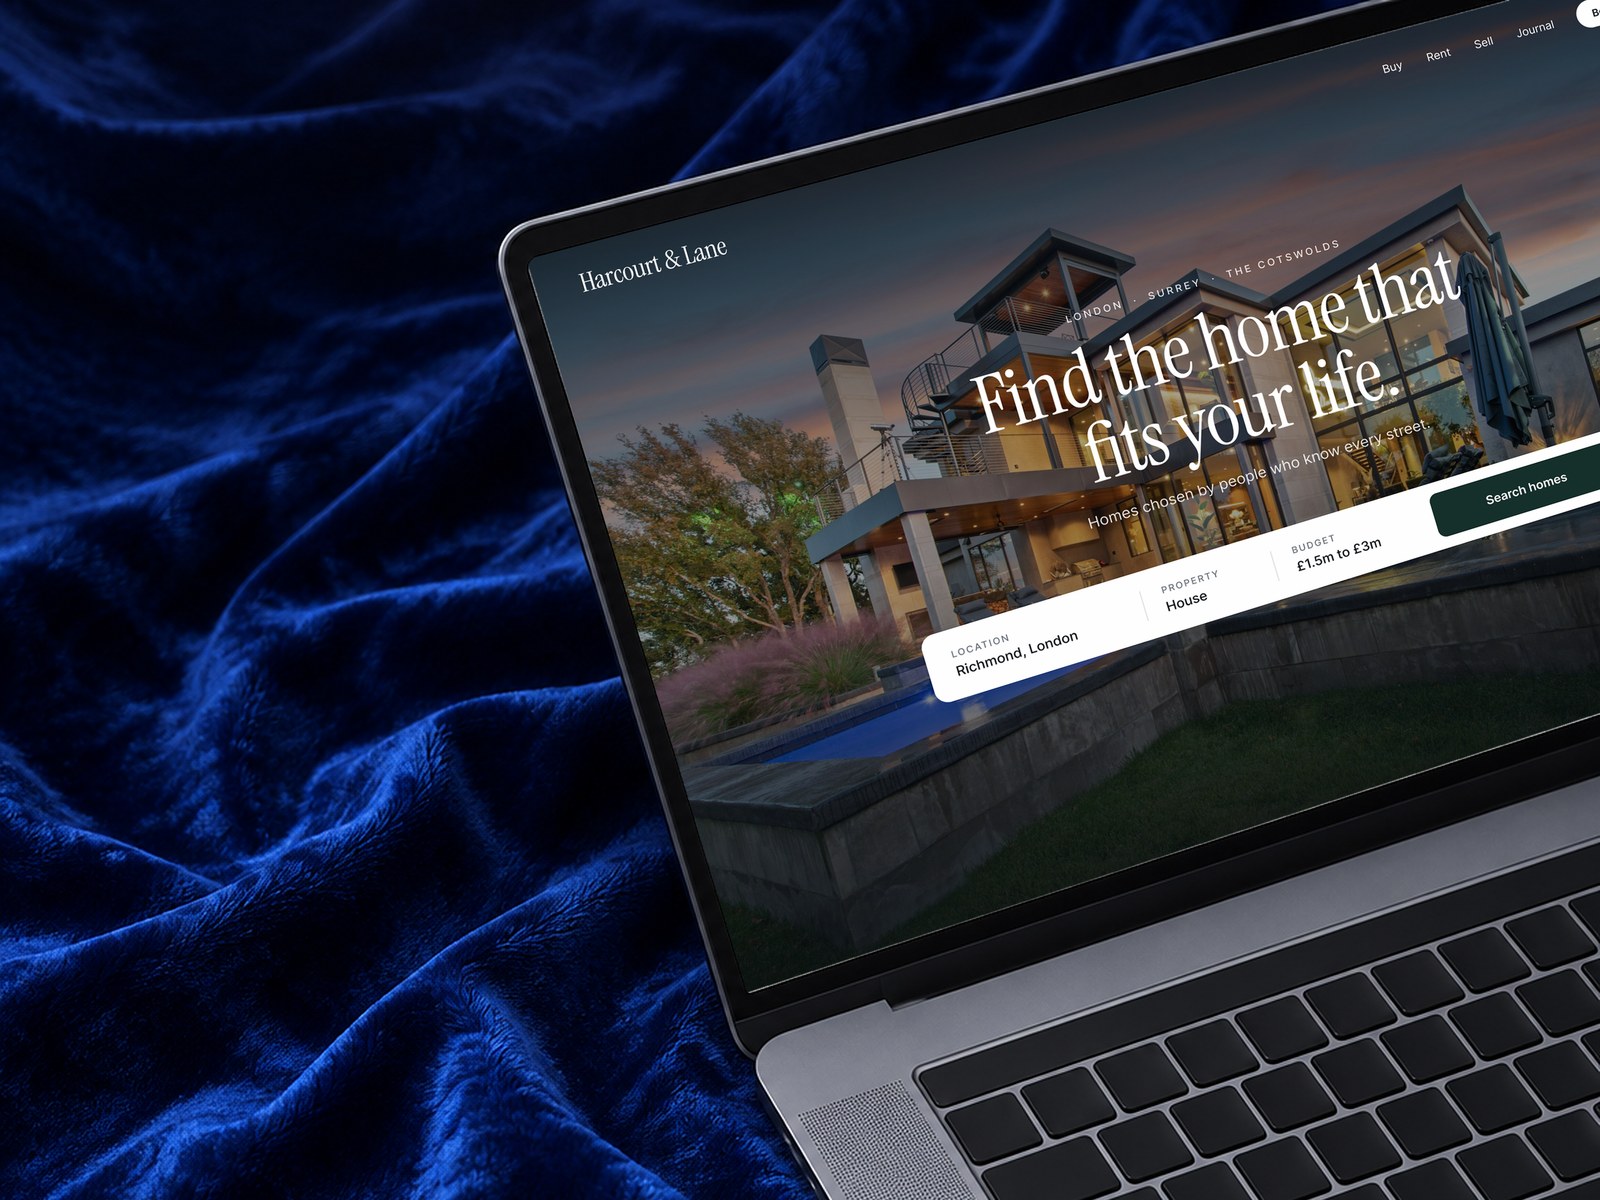 Harcourt & Lane
Buy Rent Sell Journal
LONDON · SURREY · THE COTSWOLDS
Find the home that
fits your life.
Homes chosen by people who know every street.
LOCATION
Richmond, London
PROPERTY
House
BUDGET
£1.5m to £3m
Search homes